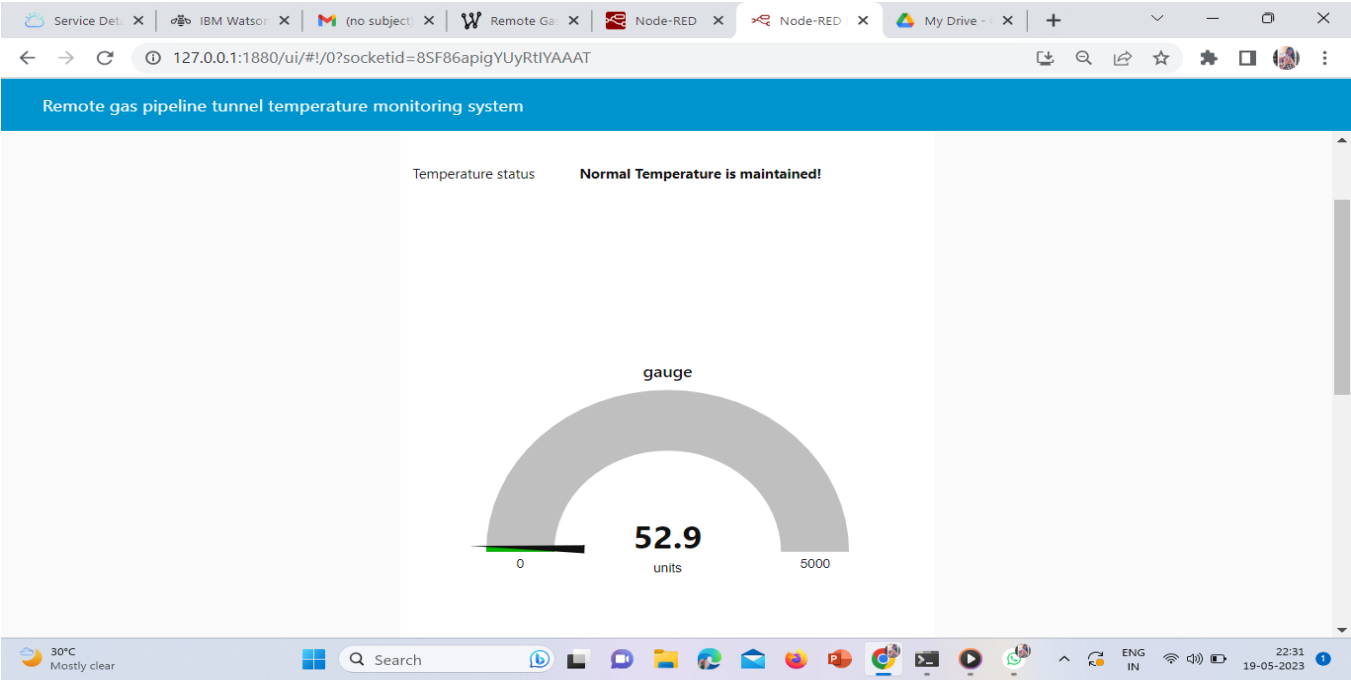 Service Det
IBM Watson
(no subject)
Remote Ga
Node-RED
Node-RED
My Drive -
127.0.0.1:1880/ui/#!/0?socketid=8SF86apigYUyRtIYAAAT
Remote gas pipeline tunnel temperature monitoring system
Temperature status Normal Temperature is maintained!
gauge
52.9
units
0
5000
30°C
Mostly clear
Search
ENG
IN
22:31
19-05-2023
1